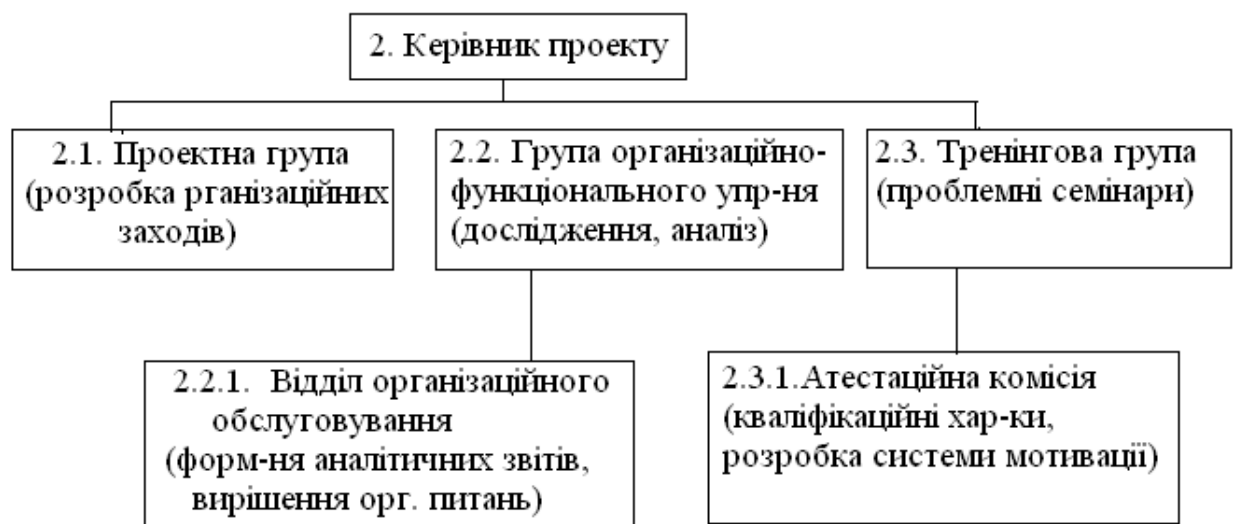 2. Керівник проекту
2.1. Проектна група
(розробка рганізаційних
заходів)
2.2. Група організаційно-
функціонального упр-ня
(дослідження, аналіз)
2.3. Тренінгова група
(проблемні семінари)
2.2.1. Відділ організаційного
обслуговування
(форм-ня аналітичних звітів,
вирішення орг. питань)
2.3.1.Атестаційна комісія
(кваліфікаційні хар-ки,
розробка системи мотивації)